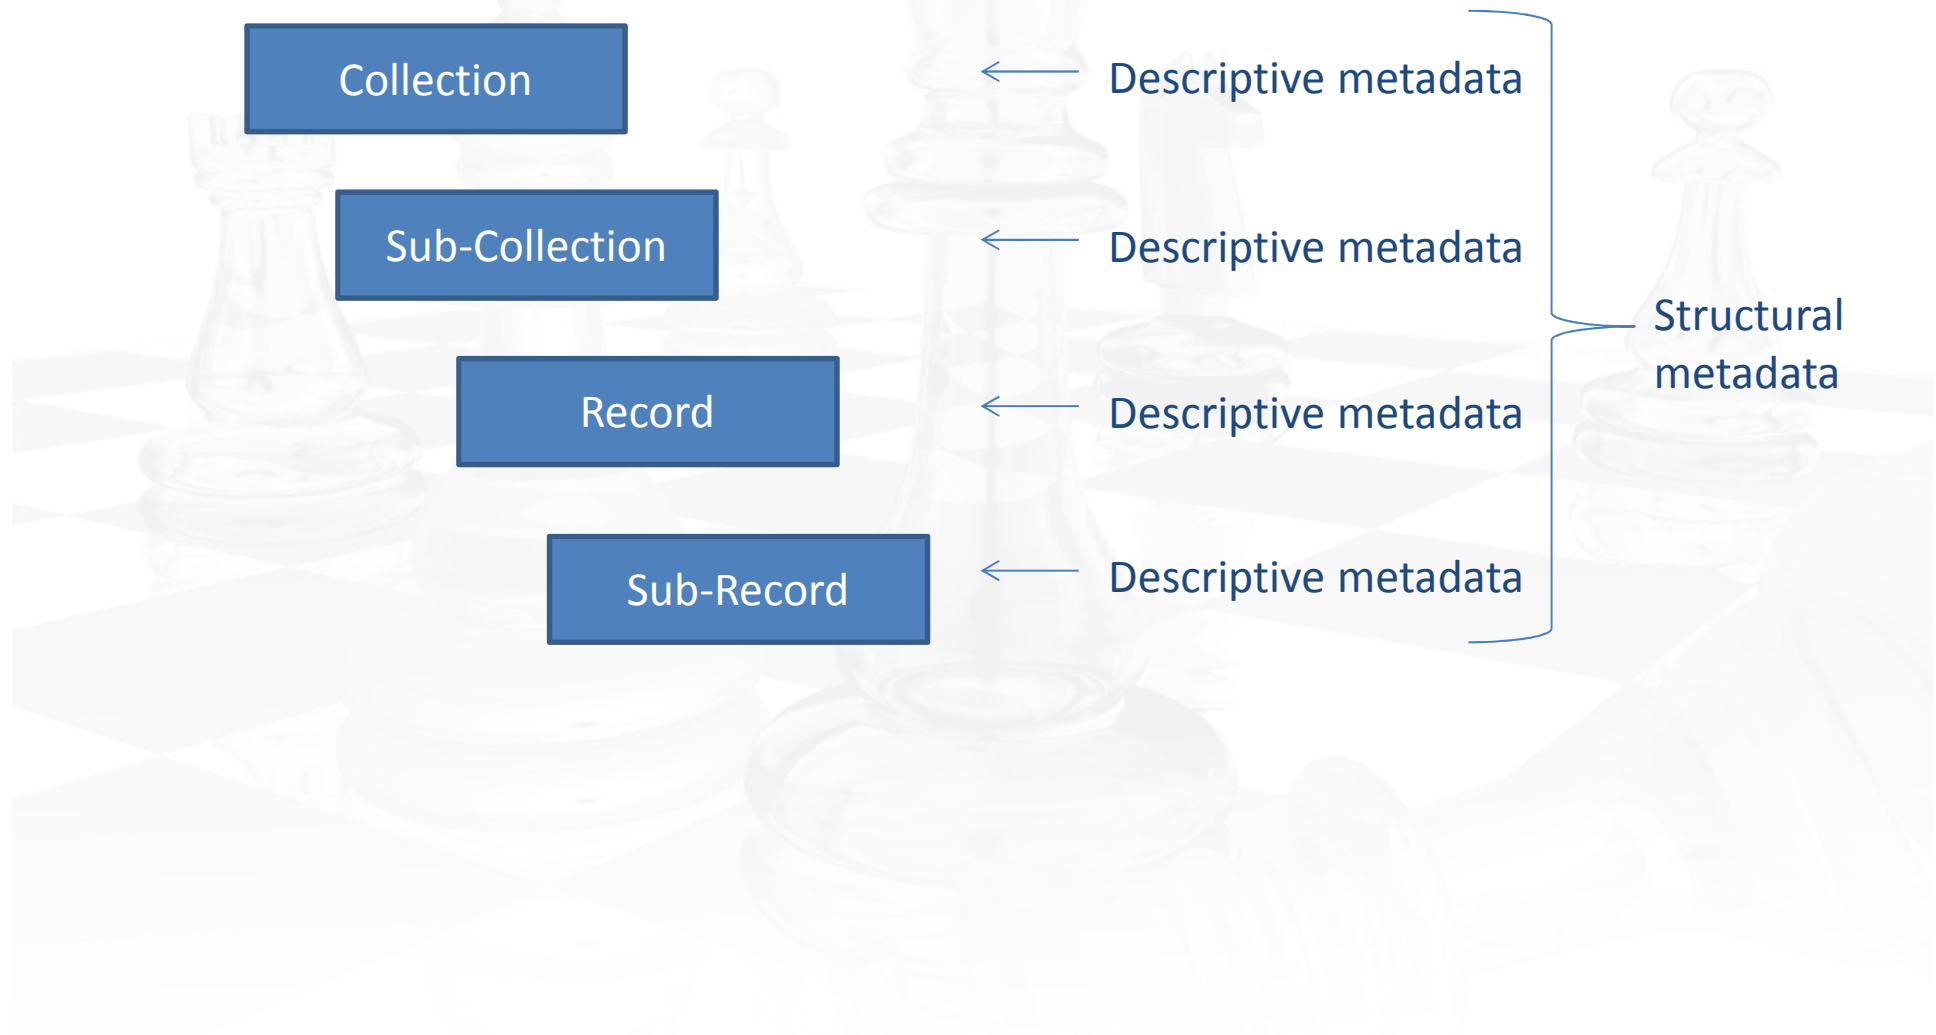 Collection
Descriptive metadata
Sub-Collection
Descriptive metadata
Structural
metadata
Record
Descriptive metadata
Sub-Record
Descriptive metadata